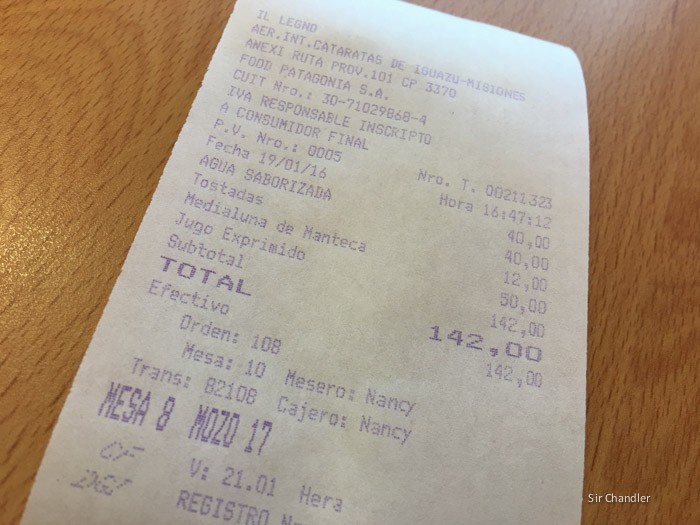 IL LEGNO
AER.INT.CATARATAS DE IGUAZU-MISIONES
ANEXI RUTA PROV.101 CP 3370
FOOD PATAGONIA S.A.
CUIT Nro.: 30-71029868-4
IVA RESPONSABLE INSCRIPTO
A CONSUMIDOR FINAL
P.V. Nro.: 0005 Nro. T. 00211323
Fecha 19/01/16 Hora 16:47:12
AGUA SABORIZADA 40,00
Tostadas 40,00
Medialuna de Manteca 12,00
Jugo Exprimido 50,00
Subtotal 142,00
TOTAL 142,00
Efectivo 142,00
Orden: 108
Mesa: 10 Mesero: Nancy
Trans: 82108 Cajero: Nancy
MESA 8 MOZO 17
CF
DGI V: 21.01 Hera
REGISTRO
Sir Chandler